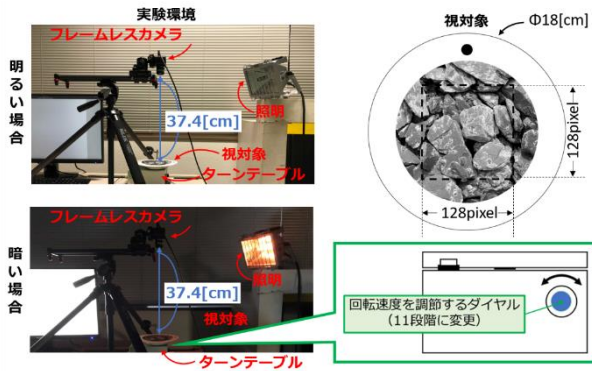 実験環境
明るい場合
フレームレスカメラ
照明
37.4[cm]
視対象
ターンテーブル
暗い場合
フレームレスカメラ
照明
37.4[cm]
視対象
ターンテーブル
視対象
Φ18[cm]
128pixel
128pixel
回転速度を調節するダイヤル
(11段階に変更)